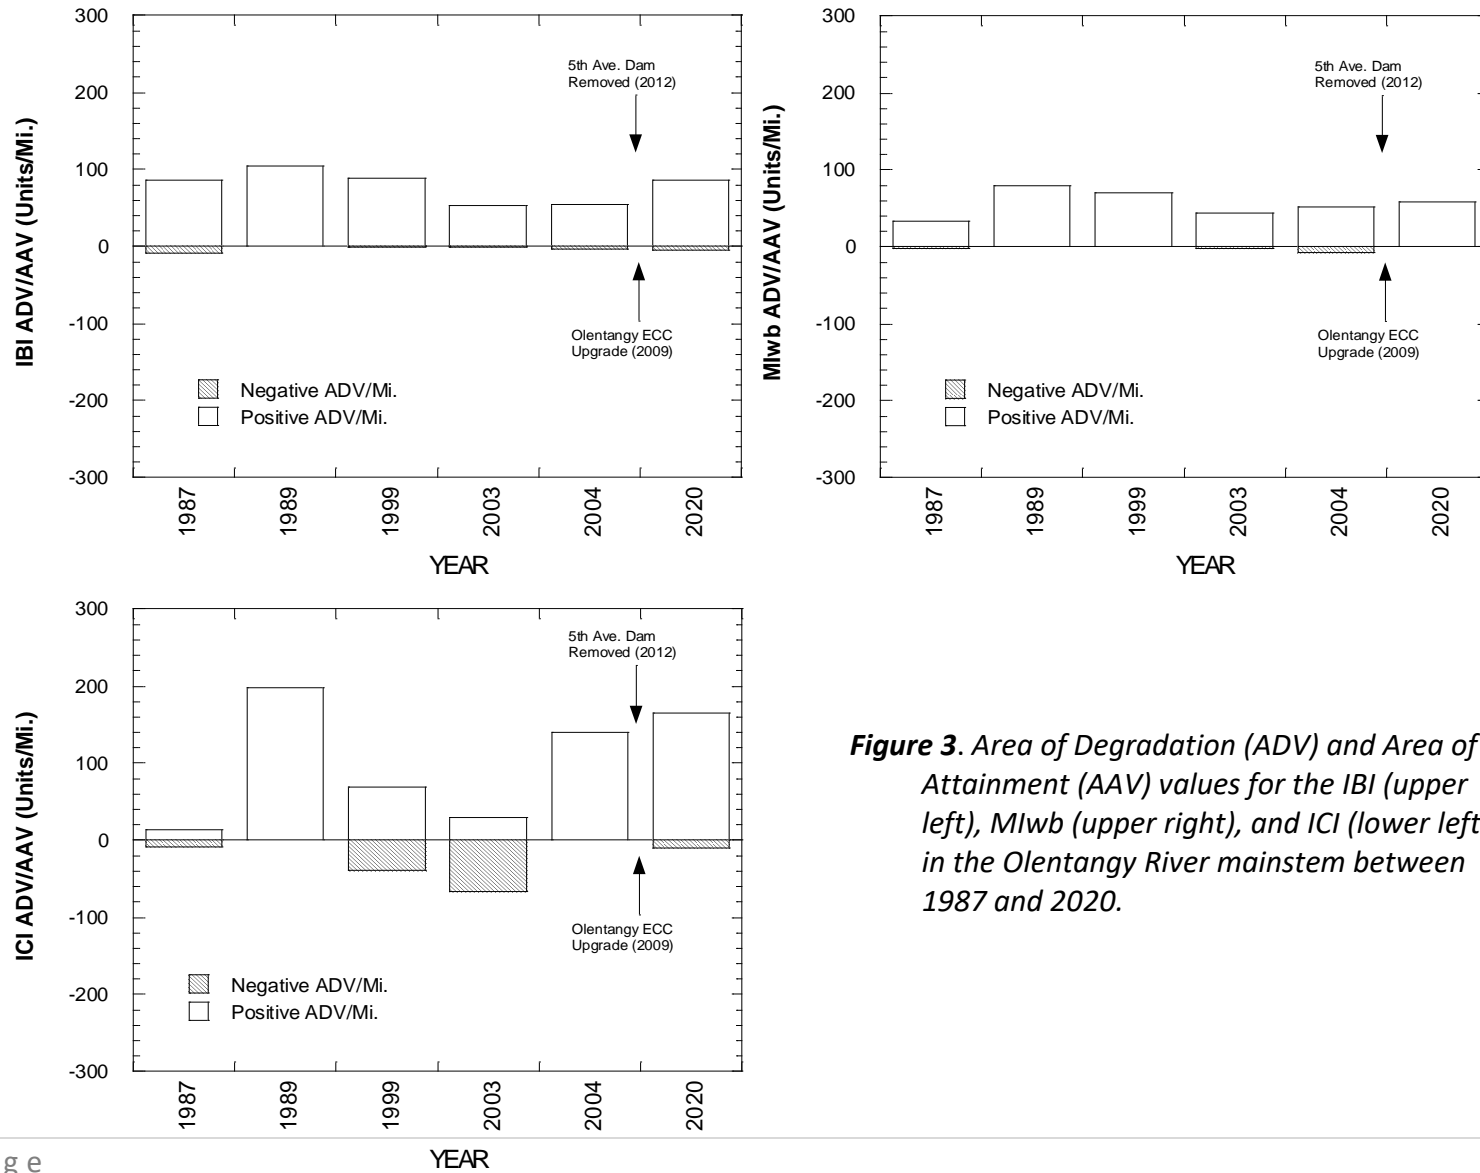 IBI ADV/AAV (Units/Mi.)
300
200
100
0
-100
-200
-300
5th Ave. Dam
Removed (2012)
Olentangy ECC
Upgrade (2009)
Negative ADV/Mi.
Positive ADV/Mi.
1987
1989
1999
2003
2004
2020
YEAR
MIwb ADV/AAV (Units/Mi.)
300
200
100
0
-100
-200
-300
5th Ave. Dam
Removed (2012)
Olentangy ECC
Upgrade (2009)
Negative ADV/Mi.
Positive ADV/Mi.
1987
1989
1999
2003
2004
2020
YEAR
ICI ADV/AAV (Units/Mi.)
300
200
100
0
-100
-200
-300
5th Ave. Dam
Removed (2012)
Olentangy ECC
Upgrade (2009)
Negative ADV/Mi.
Positive ADV/Mi.
1987
1989
1999
2003
2004
2020
YEAR
Figure 3. Area of Degradation (ADV) and Area of
Attainment (AAV) values for the IBI (upper
left), MIwb (upper right), and ICI (lower left
in the Olentangy River mainstem between
1987 and 2020.
g e